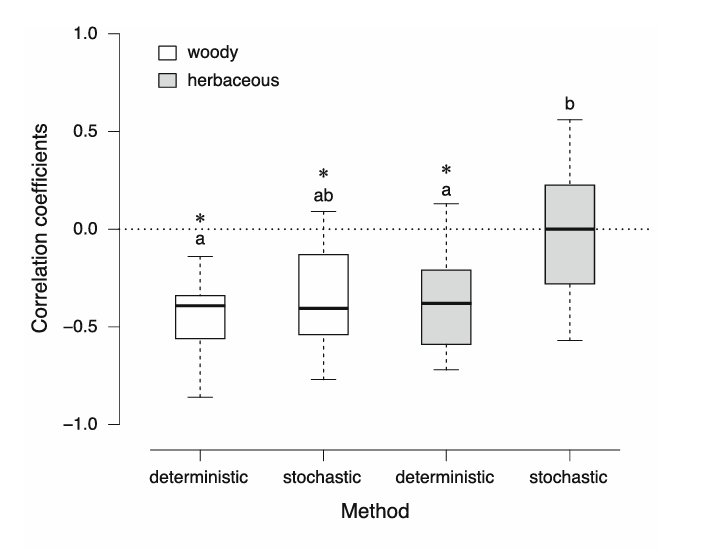 1.0
woody
herbaceous
b
0.5
*
*
ab
a
*
a
0.0
−0.5
−1.0
Correlation coefficients
deterministic stochastic deterministic stochastic
Method